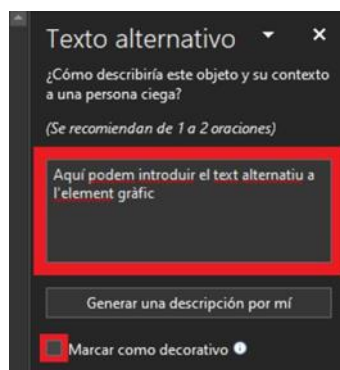 Texto alternativo
¿Cómo describiría este objeto y su contexto
a una persona ciega?
(Se recomiendan de 1 a 2 oraciones)
Aquí podem introduir el text alternatiu a
l'element gràfic
Generar una descripción por mí
Marcar como decorativo